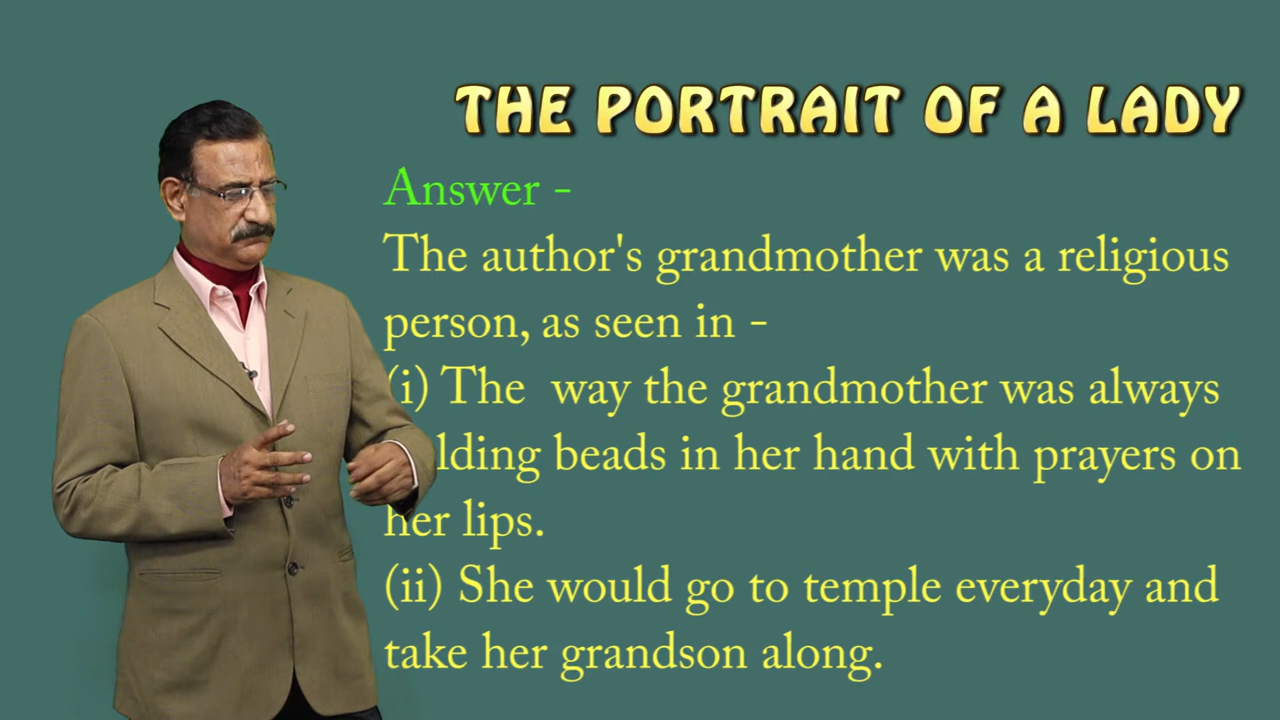 THE PORTRAIT OF A LADY
Answer -
The author's grandmother was a religious
person, as seen in -
(i) The way the grandmother was always
lding beads in her hand with prayers on
her lips.
(ii) She would go to temple everyday and
take her grandson along.